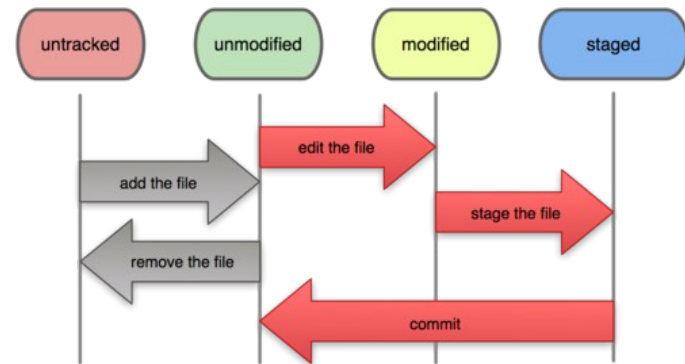 untracked
unmodified
modified
staged
edit the file
add the file
stage the file
remove the file
commit